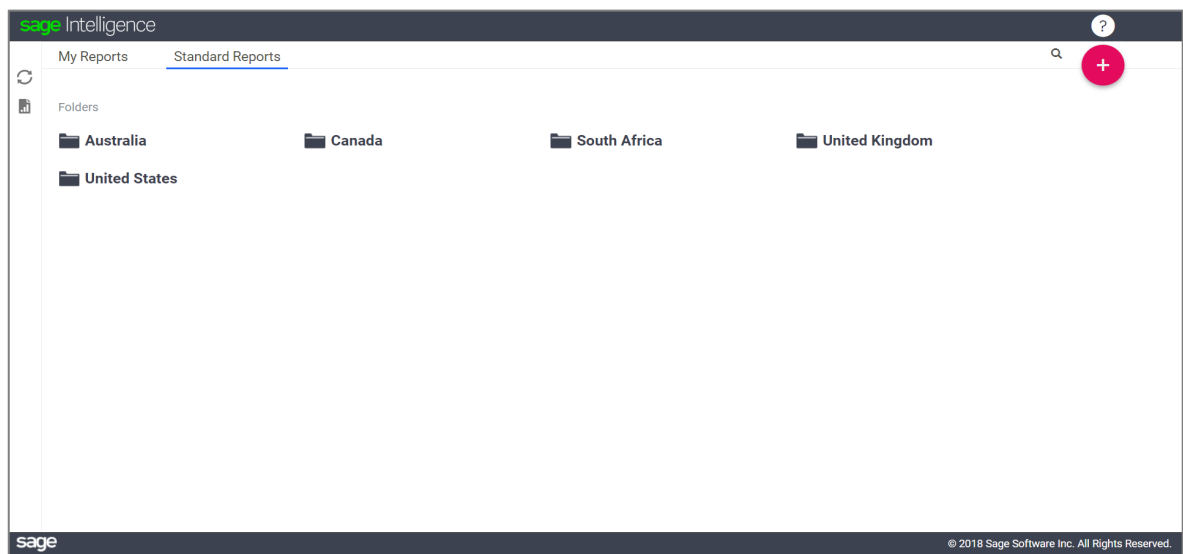 sage Intelligence
?
My Reports Standard Reports
+
Folders
Australia Canada South Africa United Kingdom
United States
sage © 2018 Sage Software Inc. All Rights Reserved.